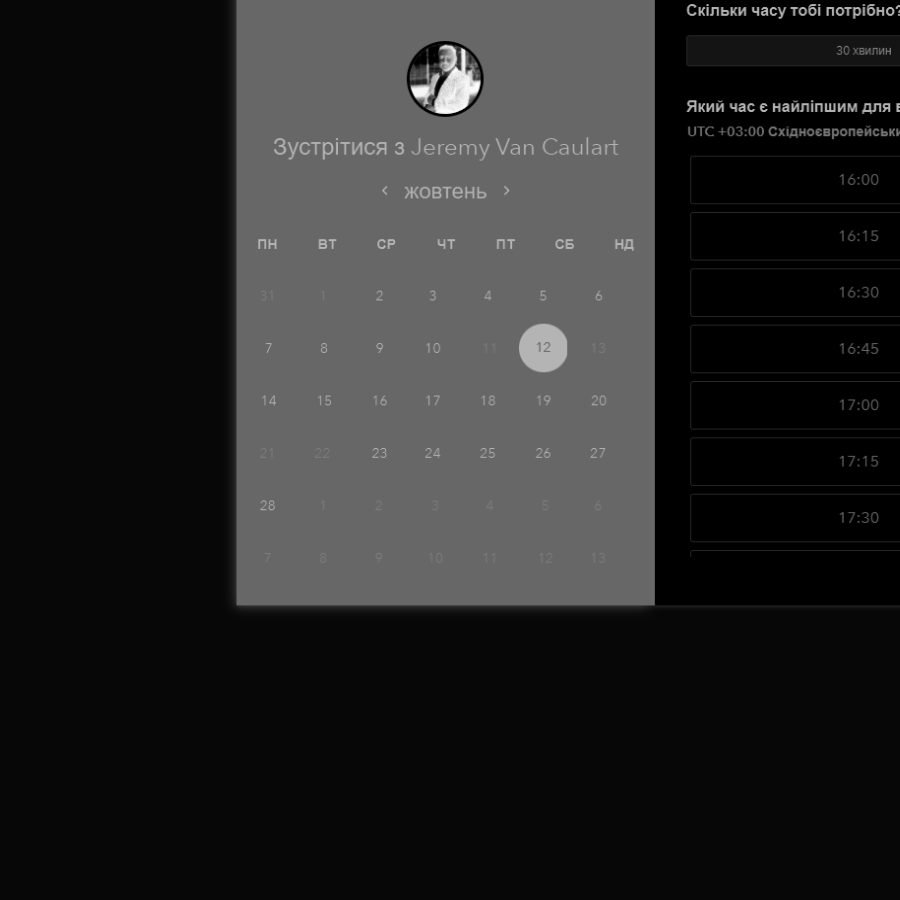 Зустрітися з Jeremy Van Caulart
жовтень
ПН ВТ СР ЧТ ПТ СБ НД
31 1 2 3 4 5 6
7 8 9 10 11 12 13
14 15 16 17 18 19 20
21 22 23 24 25 26 27
28 1 2 3 4 5 6
7 8 9 10 11 12 13
Скільки часу тобі потрібно?
30 хвилин
Який час є найліпшим для
UTC +03:00
16:00
16:15
16:30
16:45
17:00
17:15
17:30